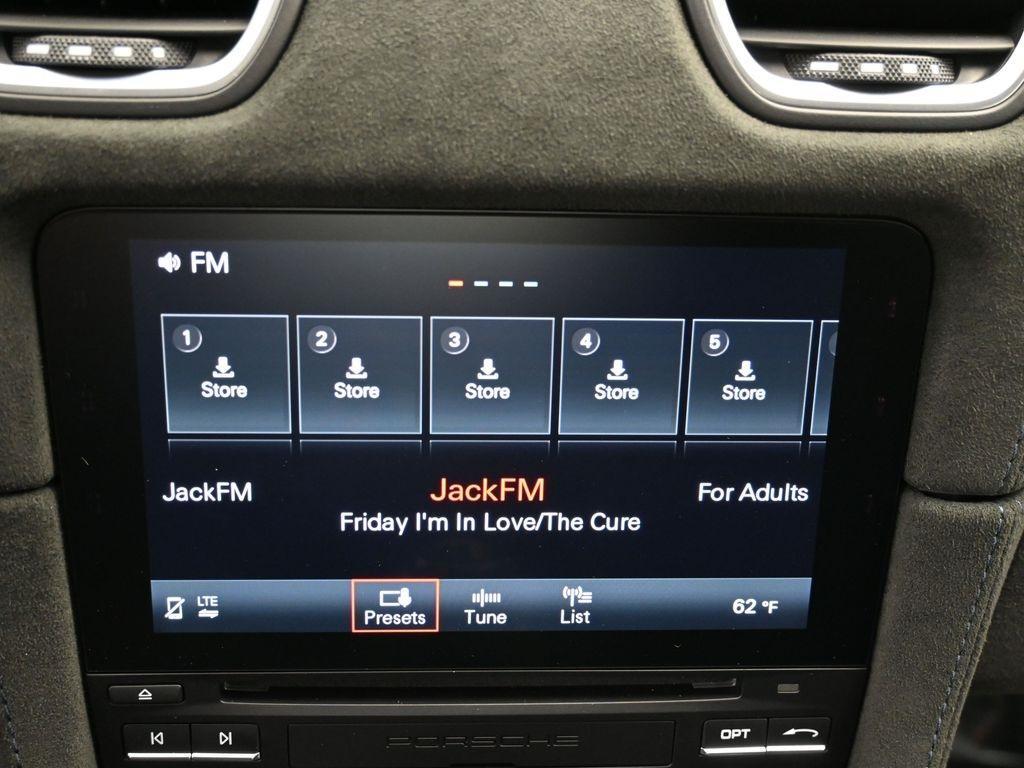 FM
1
2
3
4
5
Store
Store
Store
Store
Store
JackFM
JackFM
For Adults
Friday I'm In Love/The Cure
LTE
Presets
Tune
List
62 °F
OPT
PORSCHE